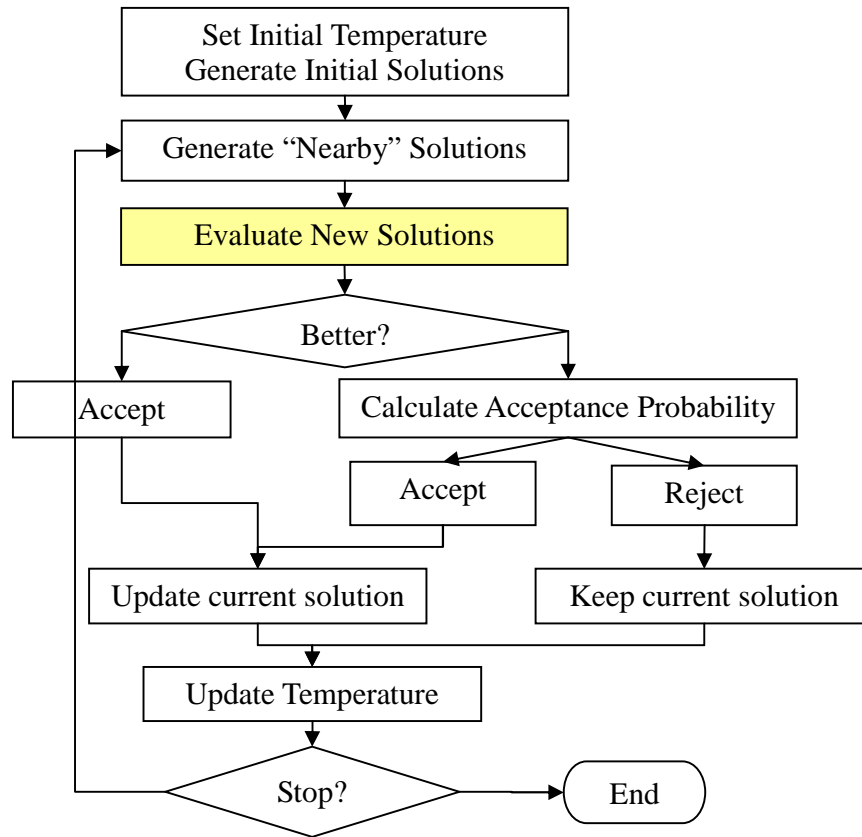 Set Initial Temperature
Generate Initial Solutions
Generate “Nearby” Solutions
Evaluate New Solutions
Better?
Accept
Calculate Acceptance Probability
Accept
Reject
Update current solution
Keep current solution
Update Temperature
Stop?
End